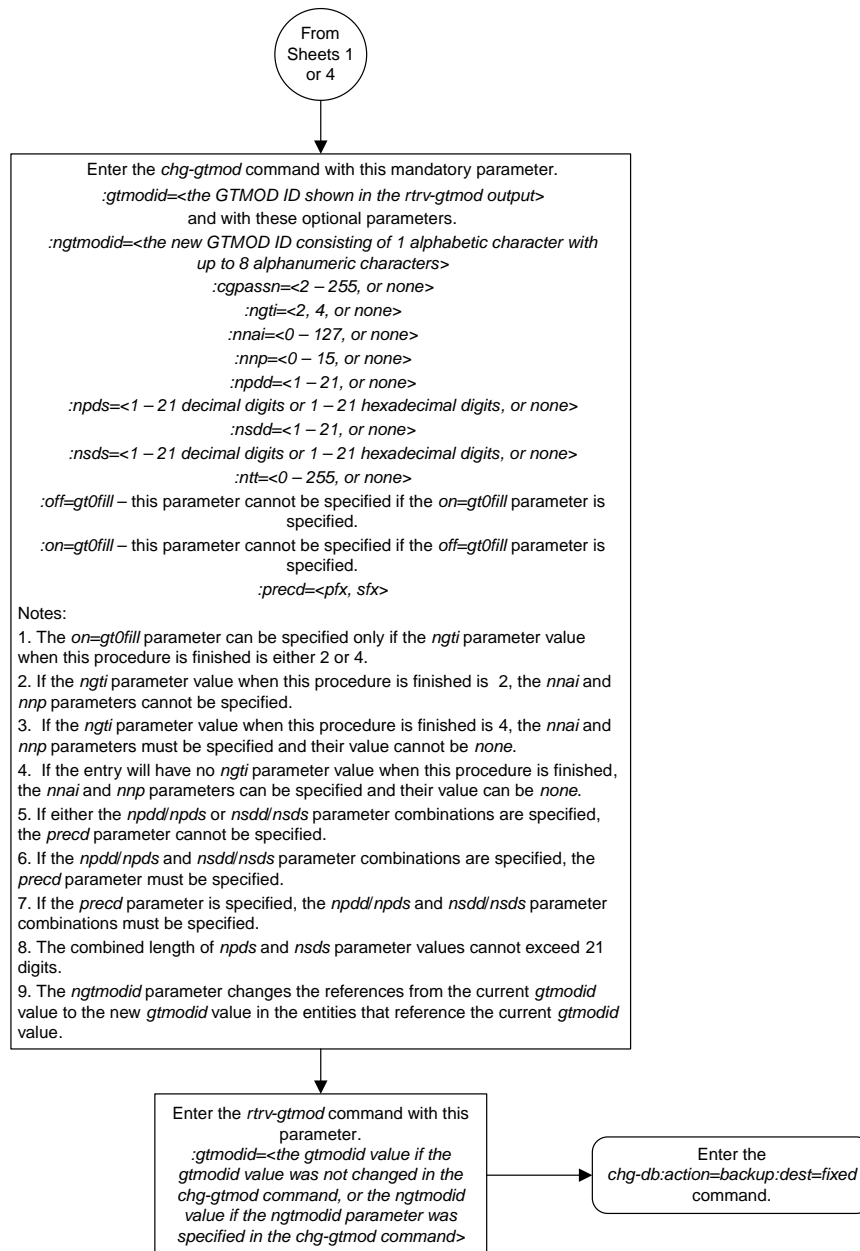 From
Sheets 1
or 4
Enter the chg-gtmod command with this mandatory parameter.
:gtmodid=<the GTMOD ID shown in the rtrv-gtmod output>
and with these optional parameters.
:ngtmodid=<the new GTMOD ID consisting of 1 alphabetic character with
up to 8 alphanumeric characters>
:cgpassn=<2 – 255, or none>
:ngti=<2, 4, or none>
:nnai=<0 – 127, or none>
:nnp=<0 – 15, or none>
:npdd=<1 – 21, or none>
:npds=<1 – 21 decimal digits or 1 – 21 hexadecimal digits, or none>
:nsdd=<1 – 21, or none>
:nsds=<1 – 21 decimal digits or 1 – 21 hexadecimal digits, or none>
:ntt=<0 – 255, or none>
:off=gt0fill – this parameter cannot be specified if the on=gt0fill parameter is
specified.
:on=gt0fill – this parameter cannot be specified if the off=gt0fill parameter is
specified.
:precd=<pfx, sfx>
Notes:
1. The on=gt0fill parameter can be specified only if the ngti parameter value
when this procedure is finished is either 2 or 4.
2. If the ngti parameter value when this procedure is finished is 2, the nnai and
nnp parameters cannot be specified.
3. If the ngti parameter value when this procedure is finished is 4, the nnai and
nnp parameters must be specified and their value cannot be none.
4. If the entry will have no ngti parameter value when this procedure is finished,
the nnai and nnp parameters can be specified and their value can be none.
5. If either the npdd/npds or nsdd/nsds parameter combinations are specified,
the precd parameter cannot be specified.
6. If the npdd/npds and nsdd/nsds parameter combinations are specified, the
precd parameter must be specified.
7. If the precd parameter is specified, the npdd/npds and nsdd/nsds parameter
combinations must be specified.
8. The combined length of npds and nsds parameter values cannot exceed 21
digits.
9. The ngtmodid parameter changes the references from the current gtmodid
value to the new gtmodid value in the entities that reference the current gtmodid
value.
Enter the rtrv-gtmod command with this
parameter.
:gtmodid=<the gtmodid value if the
gtmodid value was not changed in the
chg-gtmod command, or the ngtmodid
value if the ngtmodid parameter was
specified in the chg-gtmod command>
Enter the
chg-db:action=backup:dest=fixed
command.